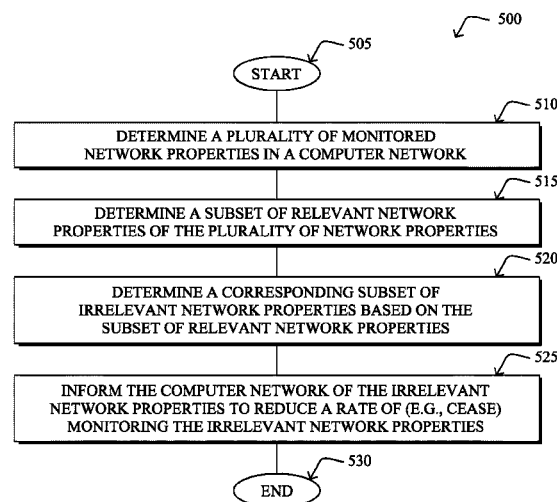 500
505
START
510
DETERMINE A PLURALITY OF MONITORED
NETWORK PROPERTIES IN A COMPUTER NETWORK
515
DETERMINE A SUBSET OF RELEVANT NETWORK
PROPERTIES OF THE PLURALITY OF NETWORK PROPERTIES
520
DETERMINE A CORRESPONDING SUBSET OF
IRRELEVANT NETWORK PROPERTIES BASED ON THE
SUBSET OF RELEVANT NETWORK PROPERTIES
525
INFORM THE COMPUTER NETWORK OF THE IRRELEVANT
NETWORK PROPERTIES TO REDUCE A RATE OF (E.G., CEASE)
MONITORING THE IRRELEVANT NETWORK PROPERTIES
530
END